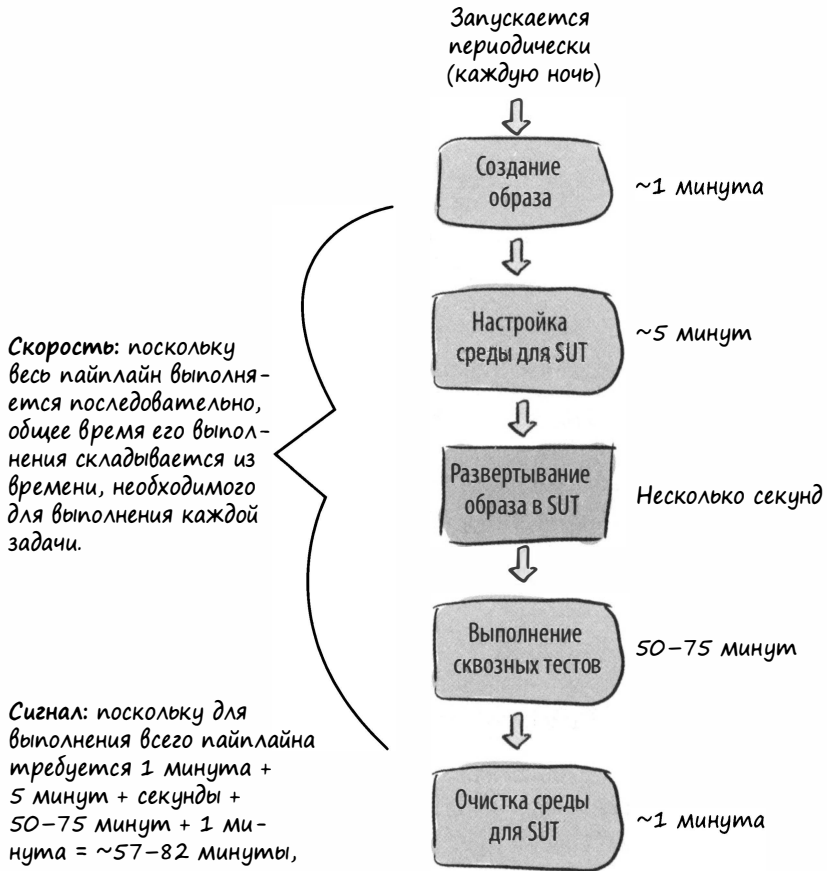 Запускается
периодически
(каждую ночь)
Создание
образа
~1 минута
Настройка
среды для SUT
~5 минут
Скорость: поскольку
весь пайплайн выполня-
ется последовательно,
общее время его выпол-
нения складывается из
времени, необходимого
для выполнения каждой
задачи.
Развертывание
образа в SUT
Несколько секунд
Выполнение
сквозных тестов
50–75 минут
Сигнал: поскольку для
выполнения всего пайплайна
требуется 1 минута +
5 минут + секунды +
50–75 минут + 1 ми-
нута = ~57–82 минуты,
Очистка среды
для SUT
~1 минута